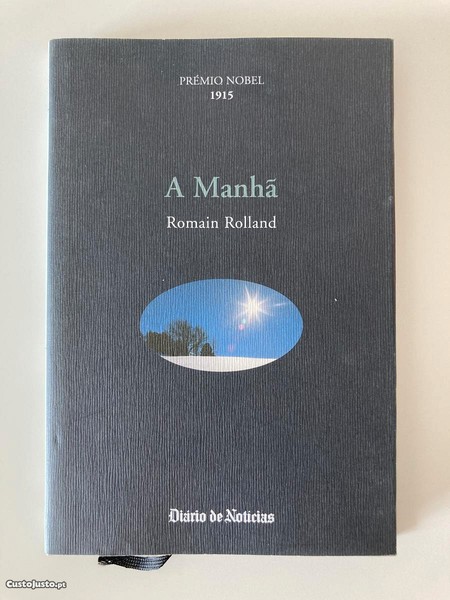 PRÉMIO NOBEL
1915
A Manhã
Romain Rolland
Diário de Notícias
CustoJusto.pt